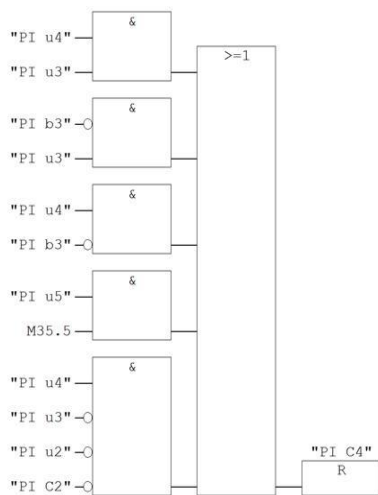 &
"PI u4"
"PI u3"
>=1
&
"PI b3"
"PI u3"
&
"PI u4"
"PI b3"
&
"PI u5"
M35.5
&
"PI u4"
"PI u3"
"PI u2"
"PI C2"
"PI C4"
R